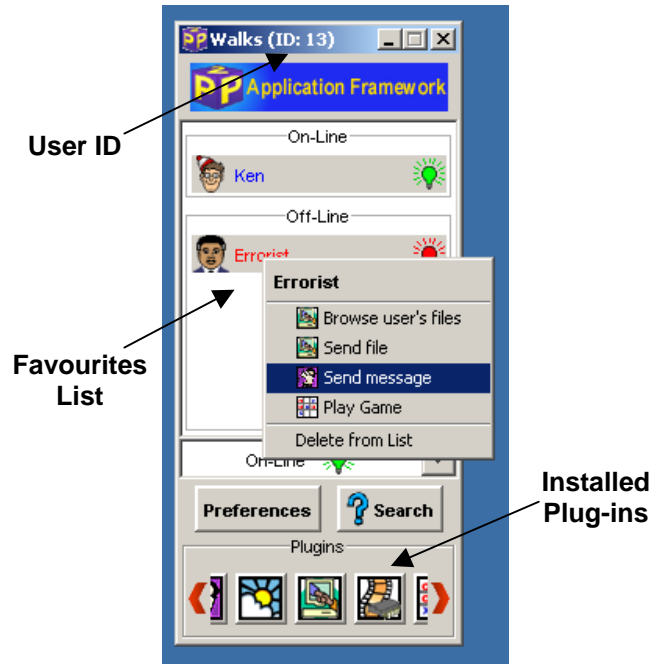 Walks (ID: 13)
PP Application Framework
User ID
On-Line
Ken
Off-Line
Errorist
Errorist
Browse user's files
Send file
Favourites
List
Send message
Play Game
Delete from List
On-Line
Installed
Plug-ins
Preferences
? Search
Plugins